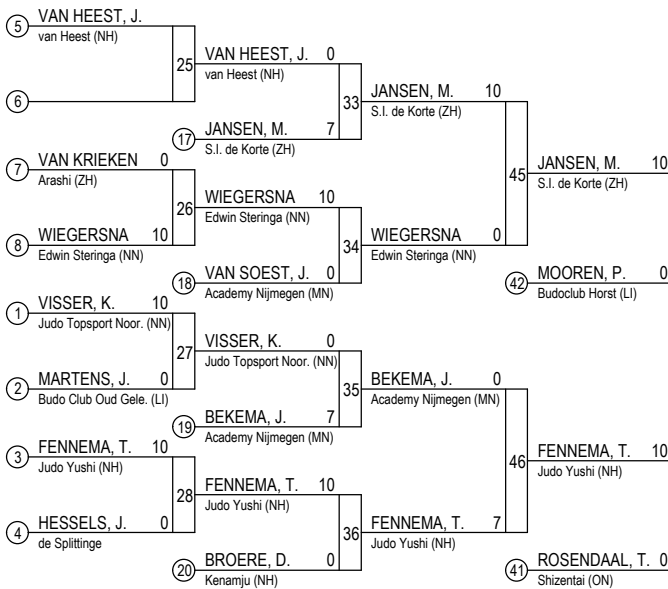 5 VAN HEEST, J.
van Heest (NH)
25
VAN HEEST, J. 0
van Heest (NH)
6
33
JANSEN, M. 10
S.I. de Korte (ZH)
17 JANSEN, M. 7
S.I. de Korte (ZH)
7 VAN KRIEKEN 0
Arashi (ZH)
45
JANSEN, M. 10
S.I. de Korte (ZH)
26
WIEGERSNA 10
Edwin Steringa (NN)
8 WIEGERSNA 10
Edwin Steringa (NN)
34
WIEGERSNA 0
Edwin Steringa (NN)
18 VAN SOEST, J. 0
Academy Nijmegen (MN)
42 MOOREN, P. 0
Budoclub Horst (LI)
1 VISSER, K. 10
Judo Topsport Noor. (NN)
27
VISSER, K. 0
Judo Topsport Noor. (NN)
2 MARTENS, J. 0
Budo Club Oud Gele. (LI)
35
BEKEMA, J. 0
Academy Nijmegen (MN)
19 BEKEMA, J. 7
Academy Nijmegen (MN)
3 FENNEMA, T. 10
Judo Yushi (NH)
46
FENNEMA, T. 10
Judo Yushi (NH)
28
FENNEMA, T. 10
Judo Yushi (NH)
4 HESSELS, J. 0
de Splittinge
36
FENNEMA, T. 7
Judo Yushi (NH)
20 BROERE, D. 0
Kenamju (NH)
41 ROSENDAAL, T. 0
Shizentai (ON)